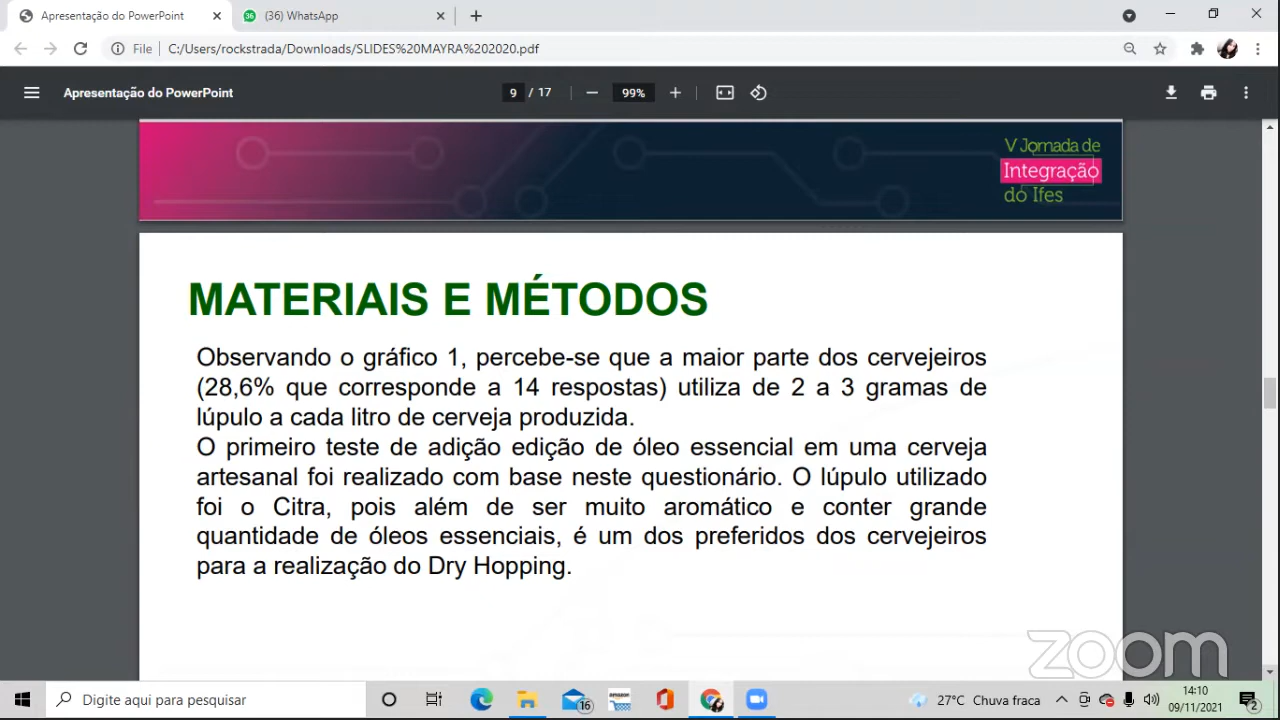 Apresentação do PowerPoint
(36) WhatsApp
File
C:/Users/rockstrada/Downloads/SLIDES%20MAYRA%202020.pdf
Apresentação do PowerPoint
9 / 17
99%
V Jornada de
Integração
do Ifes
MATERIAIS E MÉTODOS
Observando o gráfico 1, percebe-se que a maior parte dos cervejeiros
(28,6% que corresponde a 14 respostas) utiliza de 2 a 3 gramas de
lúpulo a cada litro de cerveja produzida.
O primeiro teste de adição edição de óleo essencial em uma cerveja
artesanal foi realizado com base neste questionário. O lúpulo utilizado
foi o Citra, pois além de ser muito aromático e conter grande
quantidade de óleos essenciais, é um dos preferidos dos cervejeiros
para a realização do Dry Hopping.
zoom
Digite aqui para pesquisar
16
amazon
27°C Chuva fraca
14:10
09/11/2021
2